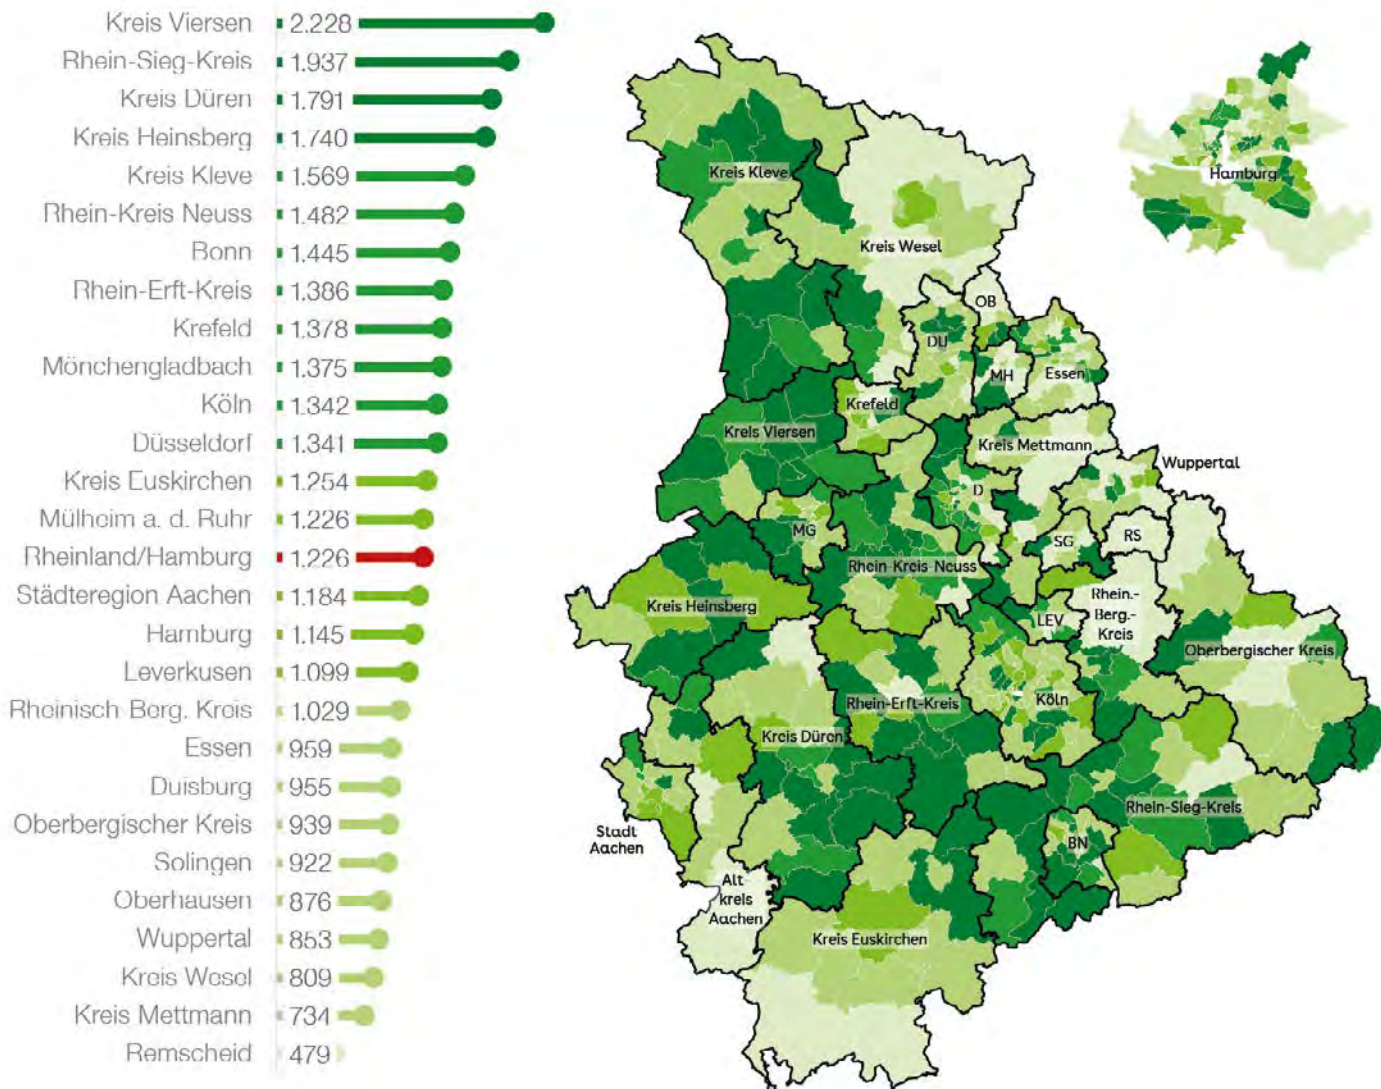 Kreis Viersen 2.228
Rhein-Sieg-Kreis 1.937
Kreis Düren 1.791
Kreis Heinsberg 1.740
Kreis Kleve 1.569
Rhein-Kreis Neuss 1.482
Bonn 1.445
Rhein-Erft-Kreis 1.386
Krefeld 1.378
Mönchengladbach 1.375
Köln 1.342
Düsseldorf 1.341
Kreis Euskirchen 1.254
Mülheim a. d. Ruhr 1.226
Rheinland/Hamburg 1.226
Städteregion Aachen 1.184
Hamburg 1.145
Leverkusen 1.099
Rheinisch Berg. Kreis 1.029
Essen 959
Duisburg 955
Oberbergischer Kreis 939
Solingen 922
Oberhausen 876
Wuppertal 853
Kreis Wesel 809
Kreis Mettmann 734
Remscheid 479
Hamburg
Kreis Kleve
Kreis Wesel
OB
DU
MH
Essen
Krefeld
Kreis Viersen
Kreis Mettmann
Wuppertal
D
MG
SG
RS
Rhein-Kreis-Neuss
Kreis Heinsberg
Rhein.-
Berg.-
Kreis
LEV
Oberbergischer Kreis
Köln
Rhein-Erft-Kreis
Kreis Düren
Rhein-Sieg-Kreis
Stadt
Aachen
BN
Alt
kreis
Aachen
Kreis Euskirchen